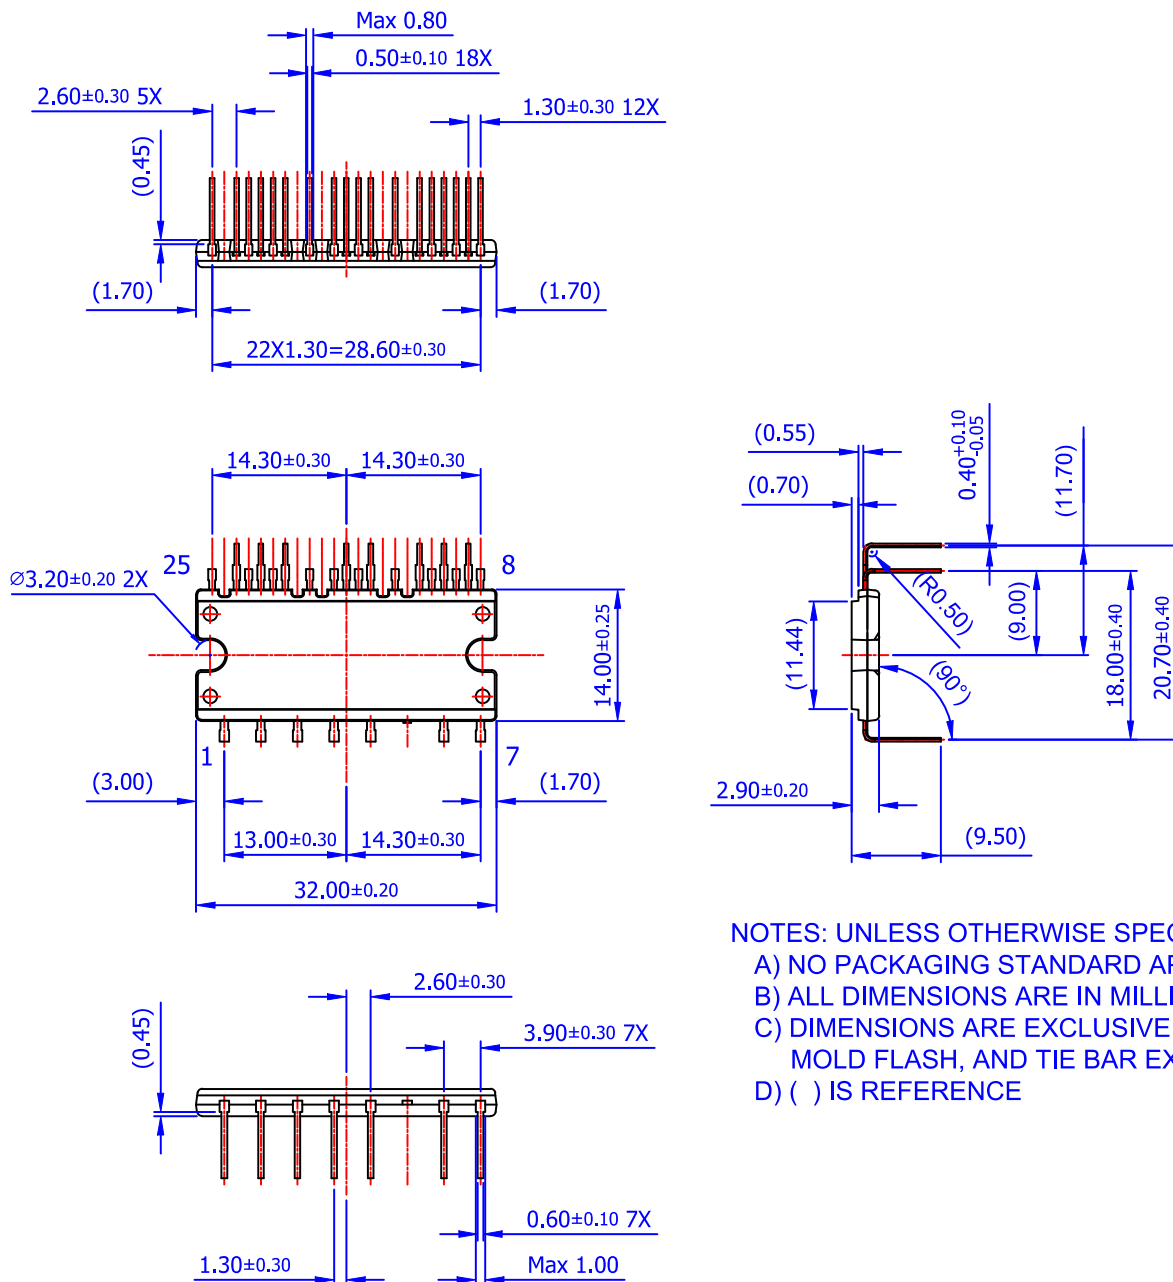 Max 0.80
0.50±0.10 18X
2.60±0.30 5X
1.30±0.30 12X
(0.45)
(1.70)
(1.70)
22X1.30=28.60±0.30
14.30±0.30
14.30±0.30
25
8
Ø3.20±0.20 2X
14.00±0.25
1
7
(3.00)
(1.70)
13.00±0.30
14.30±0.30
32.00±0.20
(0.55)
(0.70)
0.40+0.10
-0.05
(11.70)
(R0.50)
(9.00)
(11.44)
18.00±0.40
20.70±0.40
(90°)
2.90±0.20
(9.50)
NOTES: UNLESS OTHERWISE SPEC
A) NO PACKAGING STANDARD AP
B) ALL DIMENSIONS ARE IN MILLI
C) DIMENSIONS ARE EXCLUSIVE
MOLD FLASH, AND TIE BAR EX
D) ( ) IS REFERENCE
2.60±0.30
3.90±0.30 7X
(0.45)
0.60±0.10 7X
1.30±0.30
Max 1.00